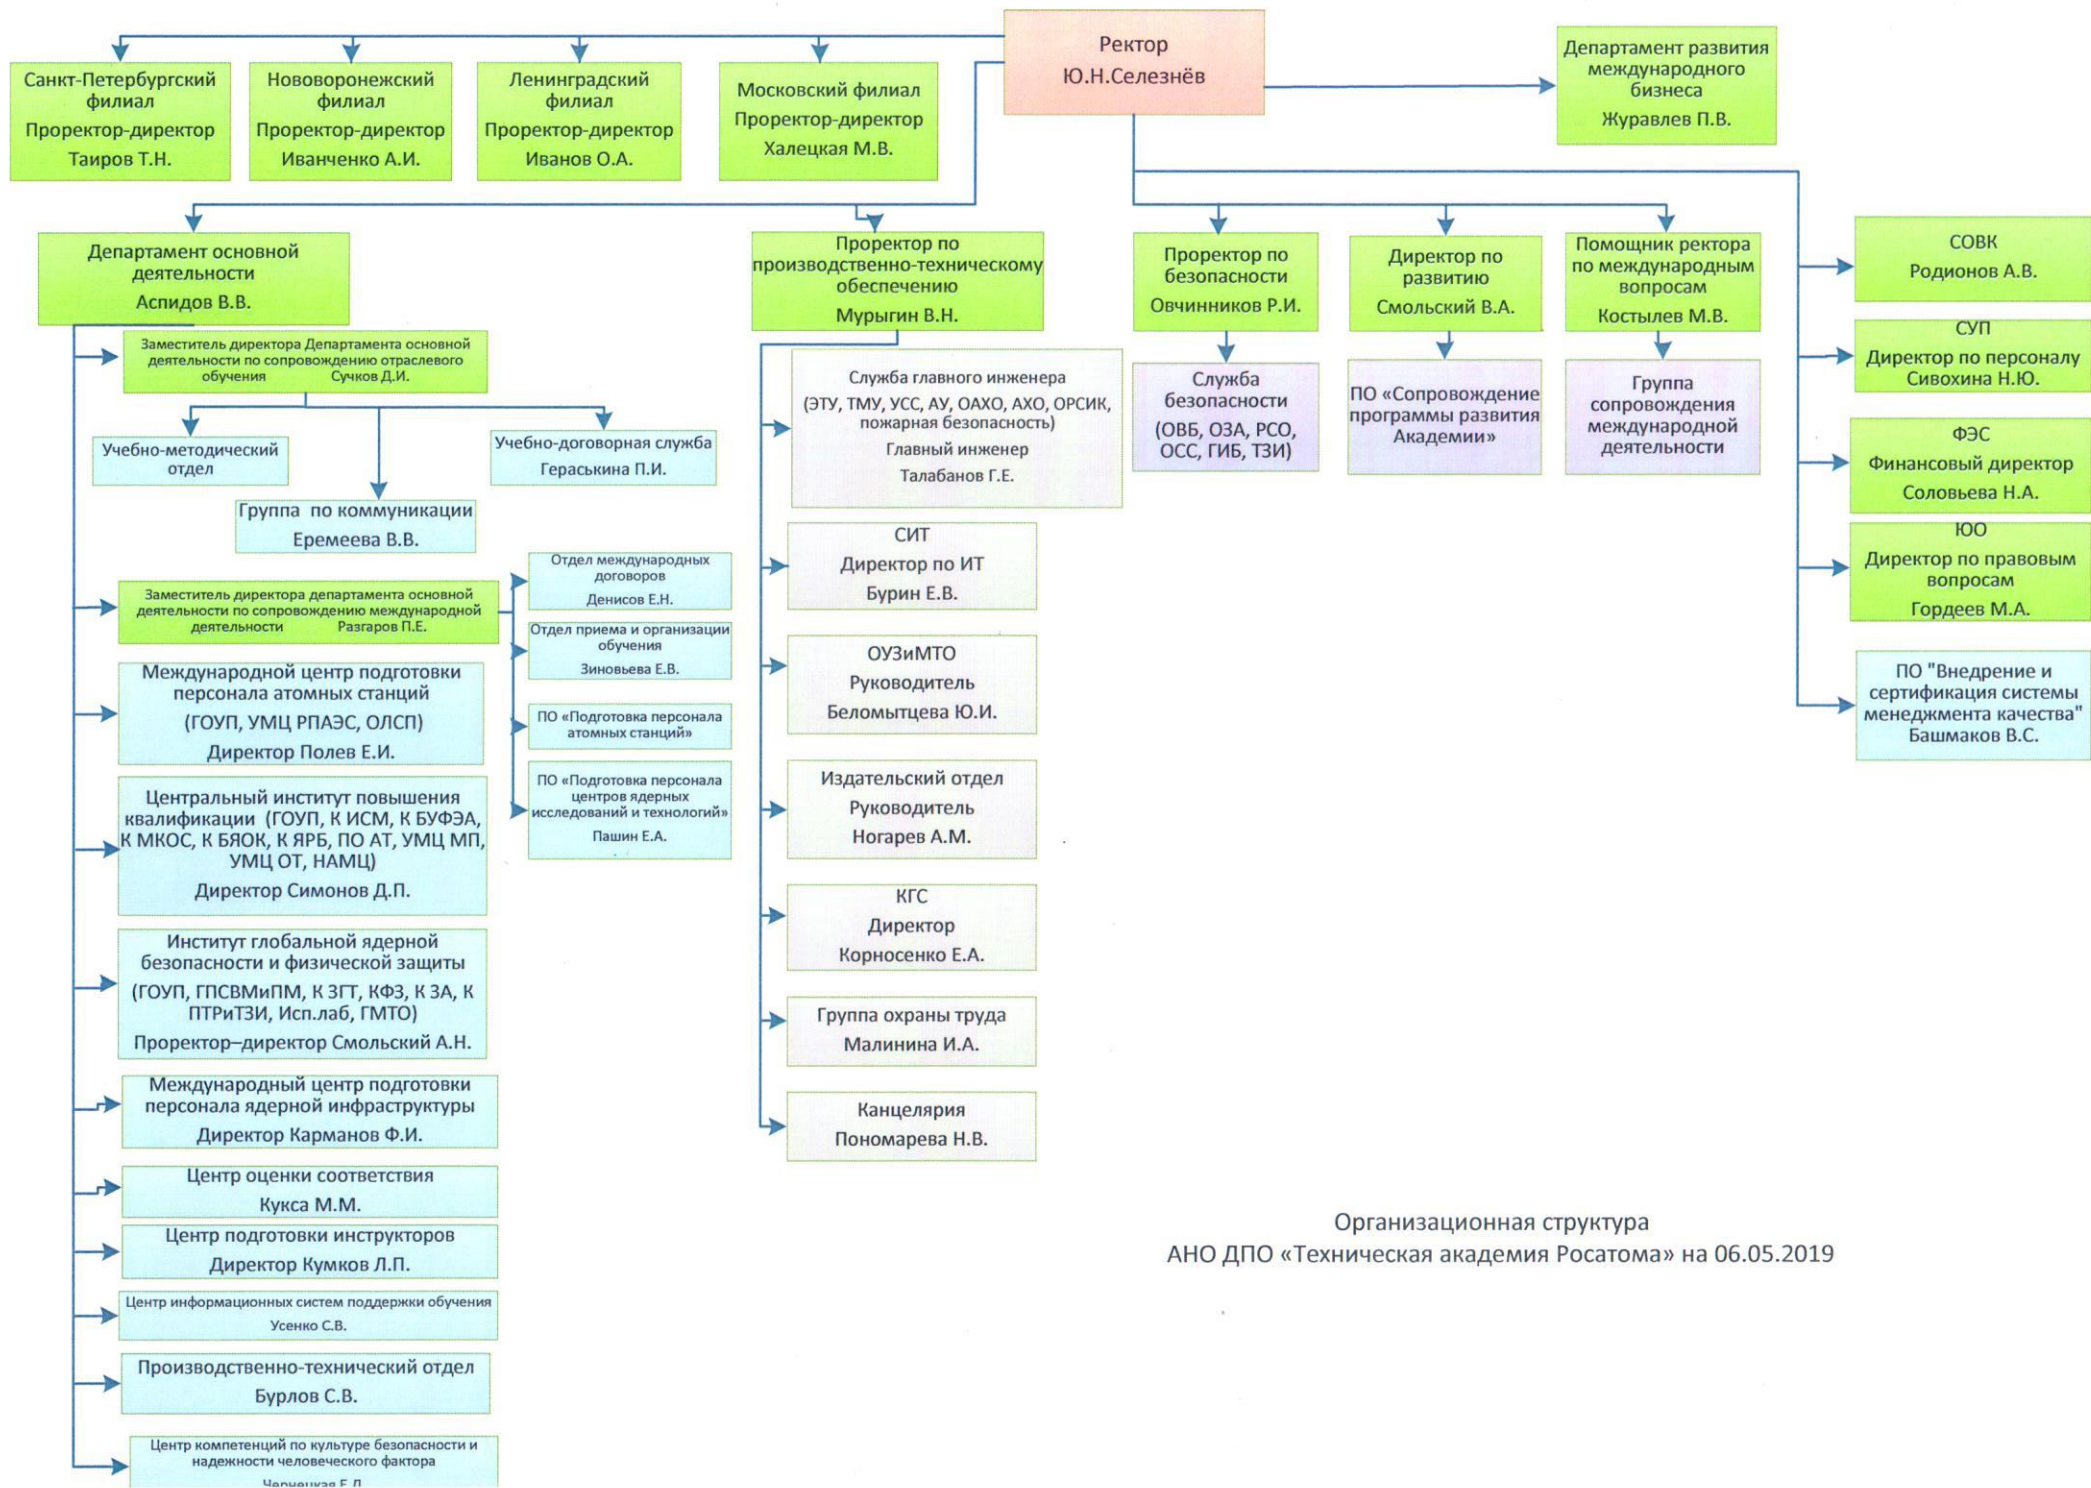 Ректор
Ю.Н.Селезнёв
Санкт-Петербургский
филиал
Проректор-директор
Таиров Т.Н.
Нововоронежский
филиал
Проректор-директор
Иванченко А.И.
Ленинградский
филиал
Проректор-директор
Иванов О.А.
Московский филиал
Проректор-директор
Халецкая М.В.
Департамент развития
международного
бизнеса
Журавлев П.В.
Департамент основной
деятельности
Аспидов В.В.
Проректор по
производственно-техническому
обеспечению
Мурыгин В.Н.
Проректор по
безопасности
Овчинников Р.И.
Директор по
развитию
Смольский В.А.
Помощник ректора
по международным
вопросам
Костылев М.В.
СОВК
Родионов А.В.
СУП
Директор по персоналу
Сивохина Н.Ю.
ФЭС
Финансовый директор
Соловьева Н.А.
ЮО
Директор по правовым
вопросам
Гордеев М.А.
ПО "Внедрение и
сертификация системы
менеджмента качества"
Башмаков В.С.
Служба
безопасности
(ОВБ, ОЗА, РСО,
ОСС, ГИБ, ТЗИ)
ПО «Сопровождение
программы развития
Академии»
Группа
сопровождения
международной
деятельности
Заместитель директора Департамента основной
деятельности по сопровождению отраслевого
обучения Сучков Д.И.
Учебно-методический
отдел
Группа по коммуникации
Еремеева В.В.
Учебно-договорная служба
Гераськина П.И.
Заместитель директора департамента основной
деятельности по сопровождению международной
деятельности Разгаров П.Е.
Отдел международных
договоров
Денисов Е.Н.
Отдел приема и организации
обучения
Зиновьева Е.В.
ПО «Подготовка персонала
атомных станций»
ПО «Подготовка персонала
центров ядерных
исследований и технологий»
Пашин Е.А.
Международной центр подготовки
персонала атомных станций
(ГОУП, УМЦ РПАЭС, ОЛСП)
Директор Полев Е.И.
Центральный институт повышения
квалификации (ГОУП, К ИСМ, К БУФЭА,
К МКОС, К БЯОК, К ЯРБ, ПО АТ, УМЦ МП,
УМЦ ОТ, НАМЦ)
Директор Симонов Д.П.
Институт глобальной ядерной
безопасности и физической защиты
(ГОУП, ГПСВМиПМ, К ЗГТ, КФЗ, К ЗА, К
ПТРиТЗИ, Исп.лаб, ГМТО)
Проректор–директор Смольский А.Н.
Международный центр подготовки
персонала ядерной инфраструктуры
Директор Карманов Ф.И.
Центр оценки соответствия
Кукса М.М.
Центр подготовки инструкторов
Директор Кумков Л.П.
Центр информационных систем поддержки обучения
Усенко С.В.
Производственно-технический отдел
Бурлов С.В.
Центр компетенций по культуре безопасности и
надежности человеческого фактора
Служба главного инженера
(ЭТУ, ТМУ, УСС, АУ, ОАХО, АХО, ОРСИК,
пожарная безопасность)
Главный инженер
Талабанов Г.Е.
СИТ
Директор по ИТ
Бурин Е.В.
ОУЗиМТО
Руководитель
Беломытцева Ю.И.
Издательский отдел
Руководитель
Ногарев А.М.
КГС
Директор
Корносенко Е.А.
Группа охраны труда
Малинина И.А.
Канцелярия
Пономарева Н.В.
Организационная структура
АНО ДПО «Техническая академия Росатома» на 06.05.2019